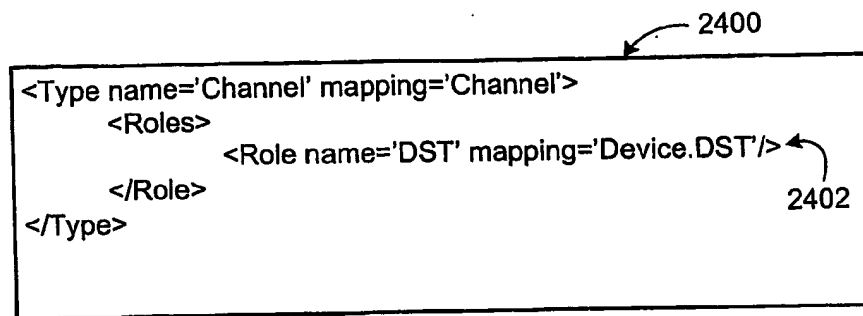 2400
<Type name='Channel' mapping='Channel'>
<Roles>
<Role name='DST' mapping='Device.DST'/>
2402
</Role>
</Type>